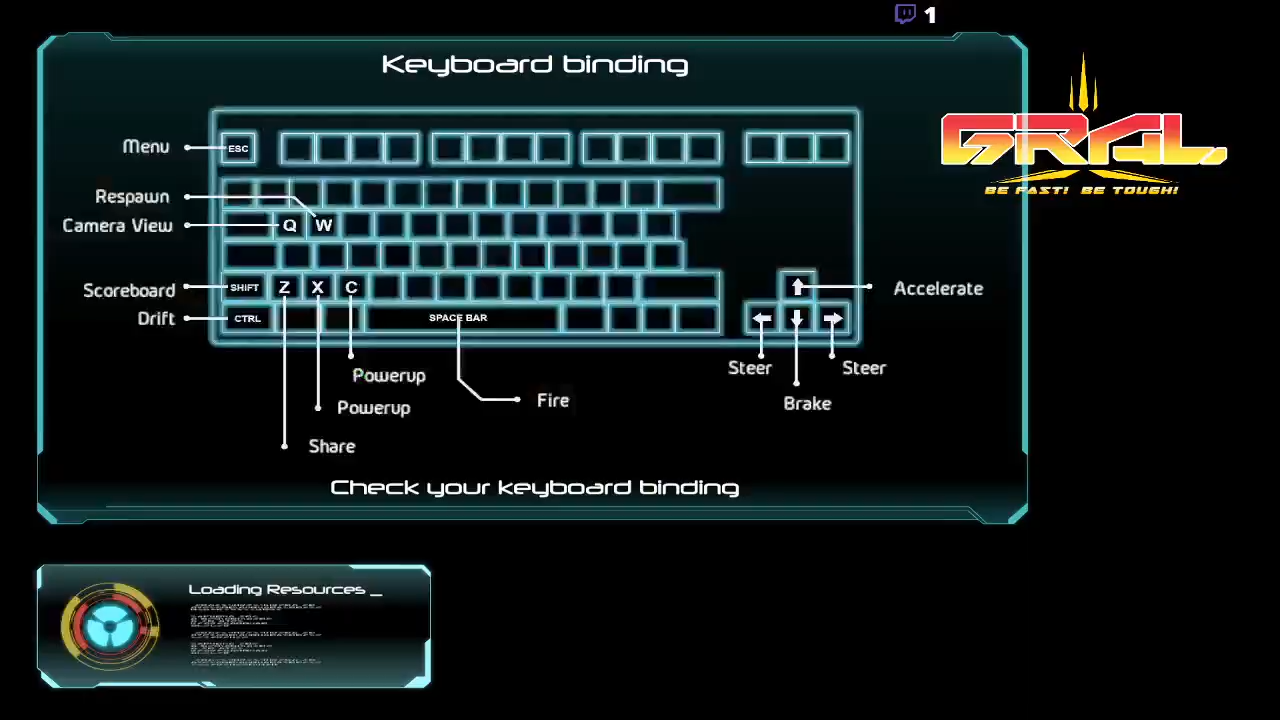 1
Keyboard binding
GRAL
BE FAST! BE TOUGH!
Menu
ESC
Respawn
Camera View
Q
W
Scoreboard
SHIFT
Z
X
C
Accelerate
Drift
CTRL
SPACE BAR
Steer
Steer
Powerup
Brake
Fire
Powerup
Share
Check your keyboard binding
Loading Resources _